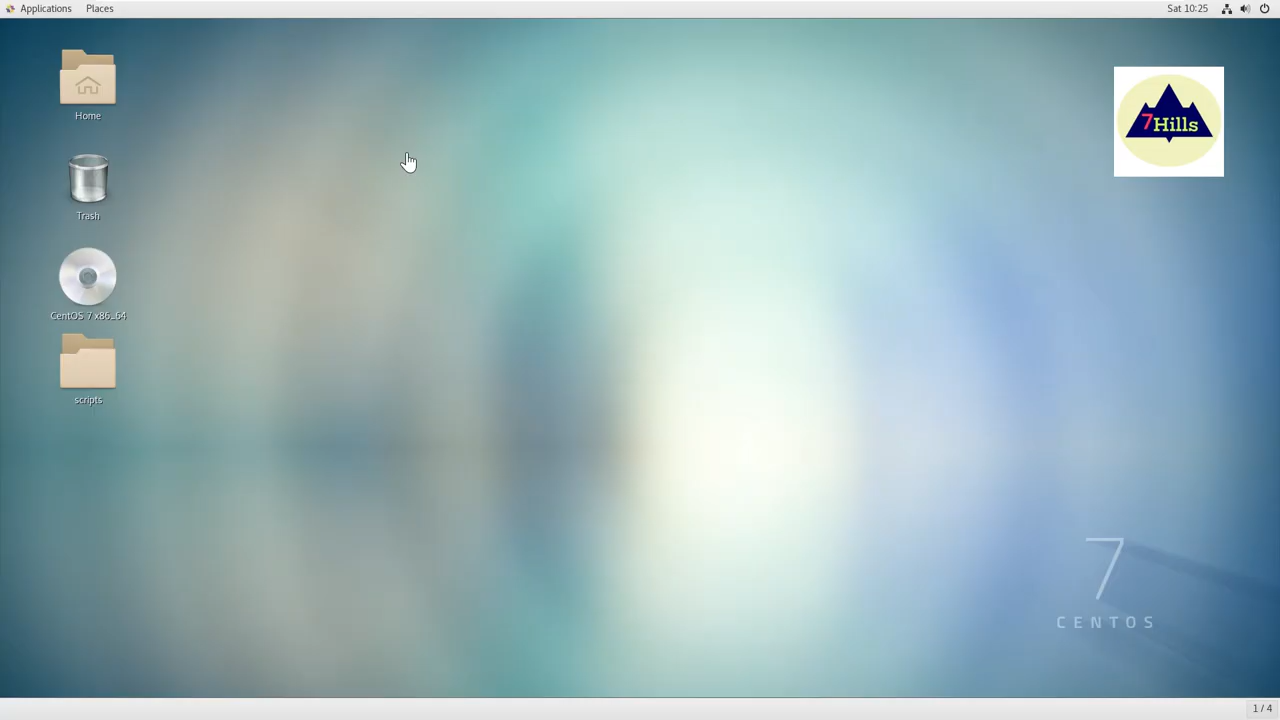 Applications Places Sat 10:25
Home
7Hills
Trash
CentOS 7 x86_64
scripts
7
CENTOS
1 / 4